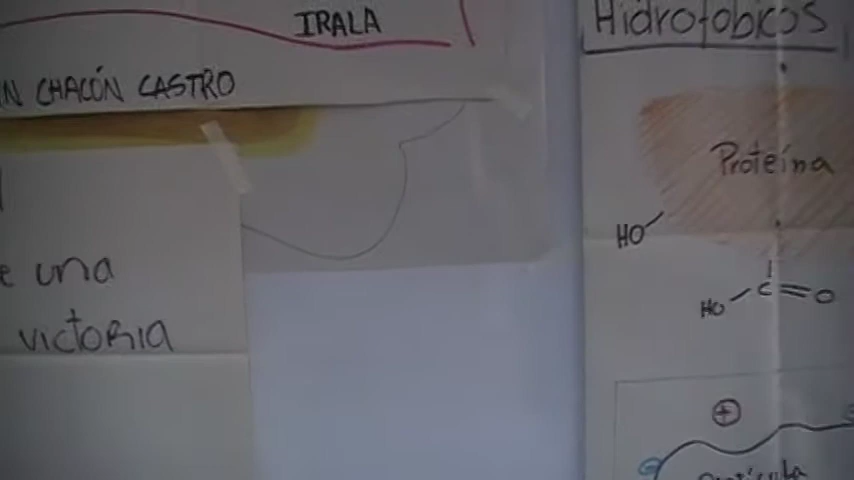 IRALA
N CHACÓN CASTRO
e una
victoria
Hidrofobicos
Proteína
HO
C O
HO
+